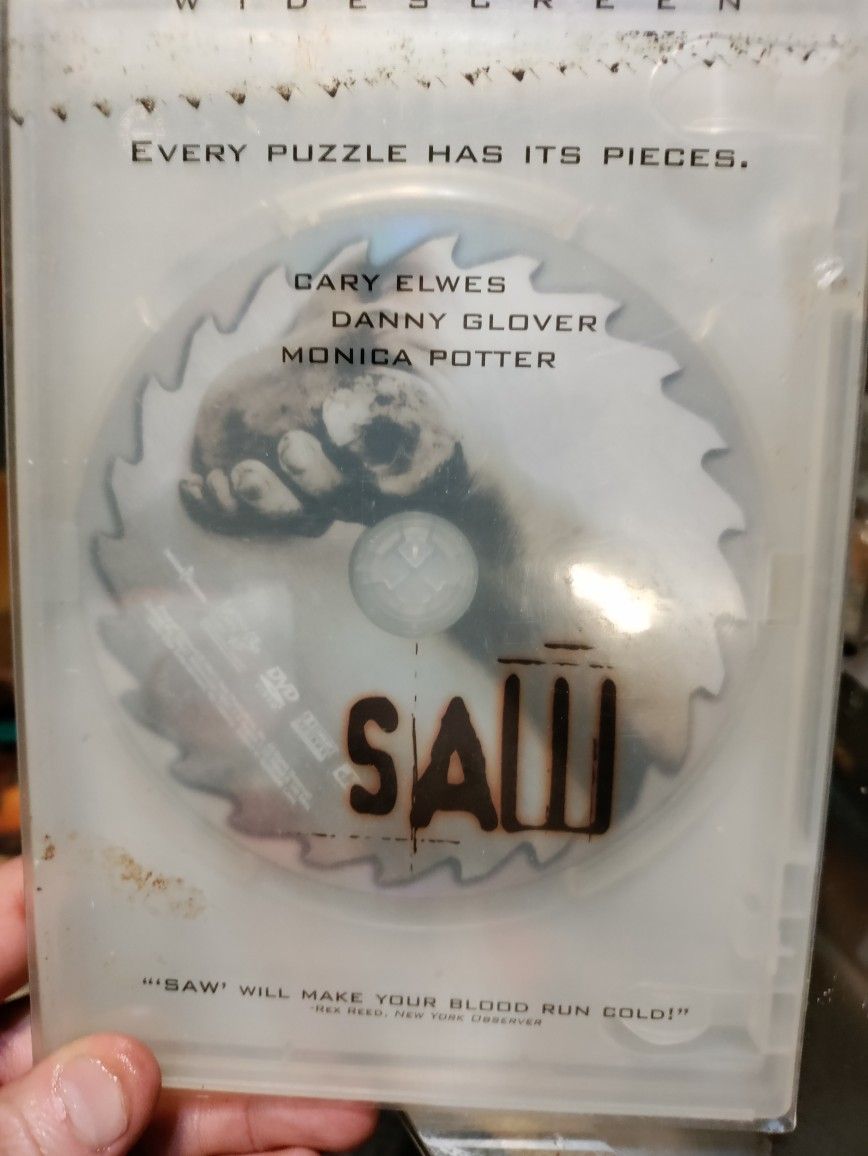 WIDESCREEN
EVERY PUZZLE HAS ITS PIECES.
CARY ELWES
DANNY GLOVER
MONICA POTTER
DVD
SAW
"'SAW' WILL MAKE YOUR BLOOD RUN COLD!"
-REX REED, NEW YORK OBSERVER